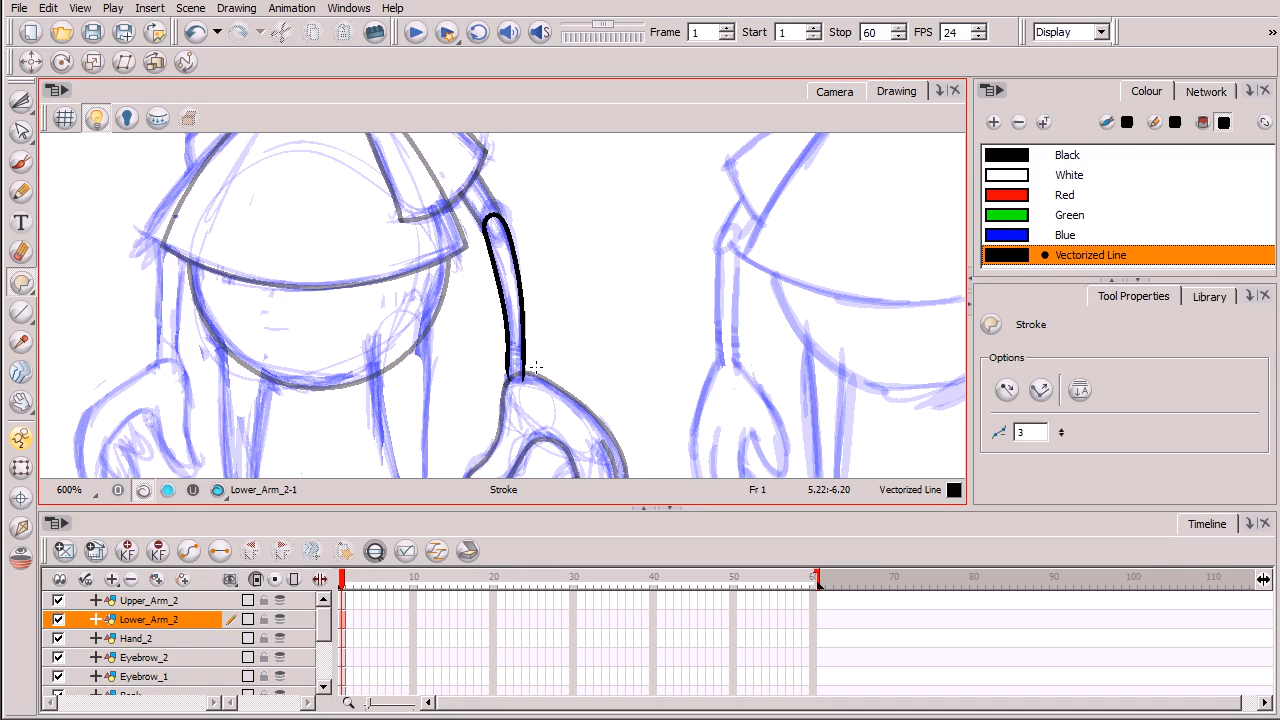 File Edit View Play Insert Scene Drawing Animation Windows Help
Frame 1 Start 1 Stop 60 FPS 24 Display »
Camera Drawing
Colour Network
Black
White
Red
Green
Blue
Vectorized Line
Tool Properties Library
Stroke
Options
3
600% Lower_Arm_2-1 Stroke Fr 1 5.22:-6.20 Vectorized Line
Timeline
10 20 30 40 50 60 70 80 90 100 110
Upper_Arm_2
Lower_Arm_2
Hand_2
Eyebrow_2
Eyebrow_1